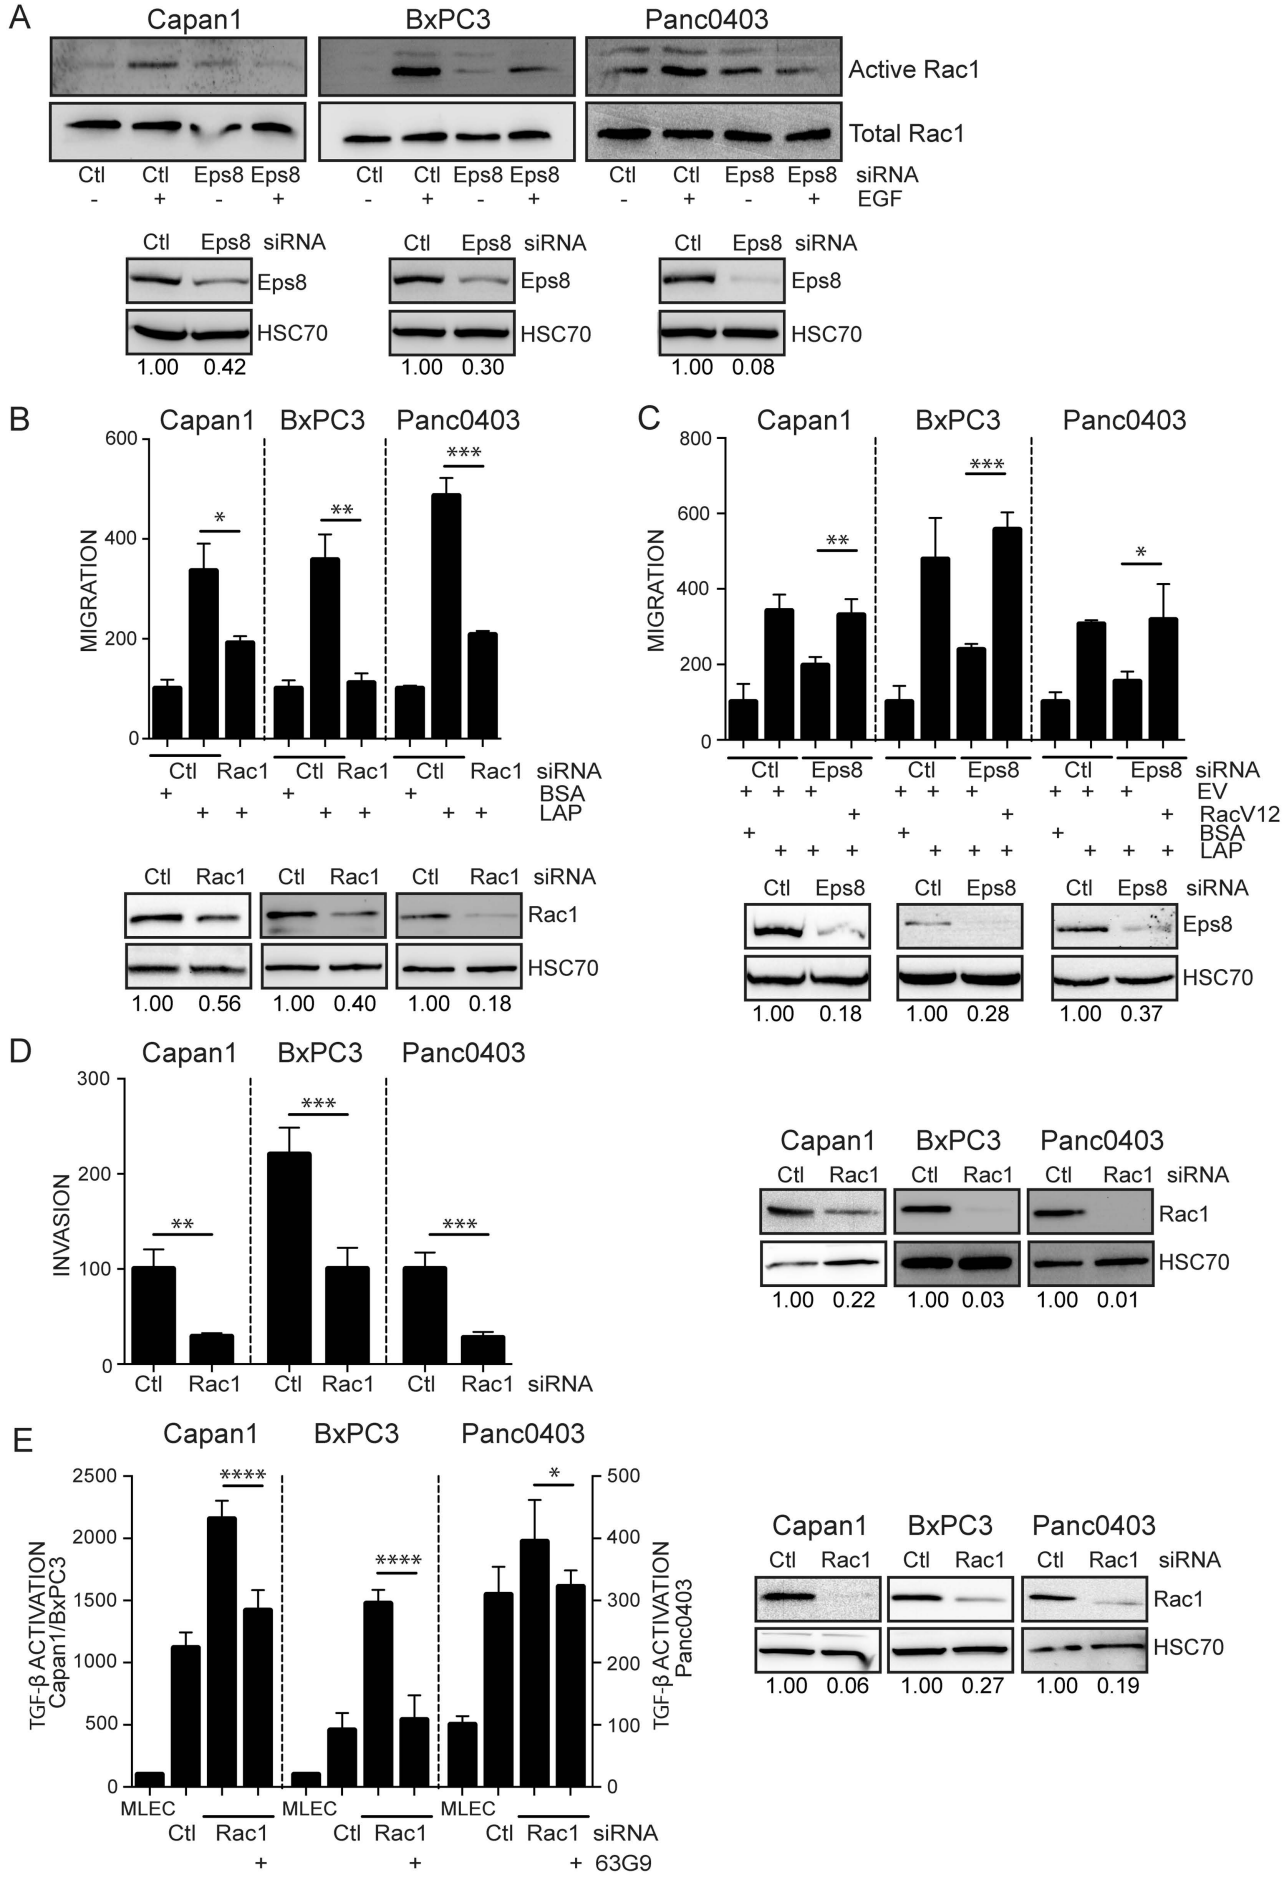 A
Capan1 BxPC3 Panc0403
Active Rac1
Total Rac1
Ctl Ctl Eps8 Eps8 Ctl Ctl Eps8 Eps8 Ctl Ctl Eps8 Eps8 siRNA
- + - + - + - + - + - + EGF
Ctl Eps8 siRNA Ctl Eps8 siRNA Ctl Eps8 siRNA
Eps8 Eps8 Eps8
HSC70 HSC70 HSC70
1.00 0.42 1.00 0.30 1.00 0.08
B
Capan1 BxPC3 Panc0403
MIGRATION
600
400
200
0
* ** ***
Ctl Rac1 Ctl Rac1 Ctl Rac1 siRNA
+ + + BSA
+ + + + + + LAP
Ctl Rac1 Ctl Rac1 Ctl Rac1 siRNA
Rac1
HSC70
1.00 0.56 1.00 0.40 1.00 0.18
C
Capan1 BxPC3 Panc0403
MIGRATION
800
600
400
200
0
** *** *
Ctl Eps8 Ctl Eps8 Ctl Eps8 siRNA
+ + + + + + + + + EV
+ + + RacV12
+ + + BSA
+ + + + + + + + + LAP
Ctl Eps8 Ctl Eps8 Ctl Eps8 siRNA
Eps8
HSC70
1.00 0.18 1.00 0.28 1.00 0.37
D
Capan1 BxPC3 Panc0403
INVASION
300
200
100
0
** *** ***
Ctl Rac1 Ctl Rac1 Ctl Rac1 siRNA
Capan1 BxPC3 Panc0403
Ctl Rac1 Ctl Rac1 Ctl Rac1 siRNA
Rac1
HSC70
1.00 0.22 1.00 0.03 1.00 0.01
E
Capan1 BxPC3 Panc0403
TGF-β ACTIVATION
Capan1/BxPC3
2500
2000
1500
1000
500
0
**** **** *
500
400
300
200
100
0
TGF-β ACTIVATION
Panc0403
MLEC MLEC MLEC
Ctl Rac1 Ctl Rac1 Ctl Rac1 siRNA
+ + + 63G9
Capan1 BxPC3 Panc0403
Ctl Rac1 Ctl Rac1 Ctl Rac1 siRNA
Rac1
HSC70
1.00 0.06 1.00 0.27 1.00 0.19